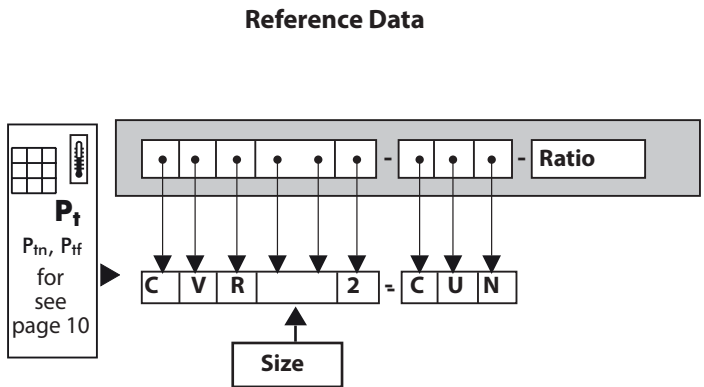 Reference Data
- - Ratio
Pt
Ptn, Ptf
for
see
page 10
C V R 2 - C U N
Size